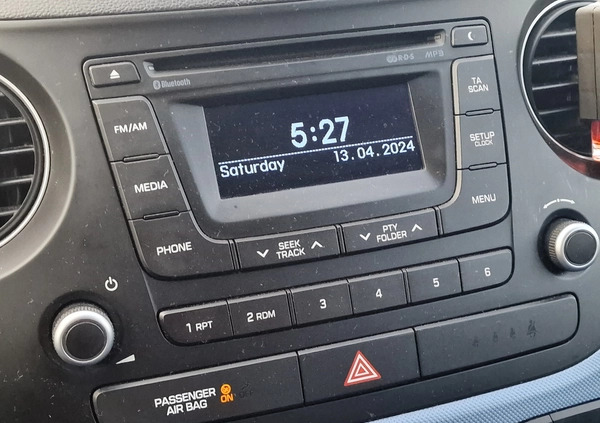 Bluetooth
RDS MP3
FM/AM
MEDIA
PHONE
5:27
Saturday 13.04.2024
TA
SCAN
SETUP
CLOCK
MENU
SEEK
TRACK
PTY
FOLDER
1 RPT 2 RDM 3 4 5 6
PASSENGER
AIR BAG
ON